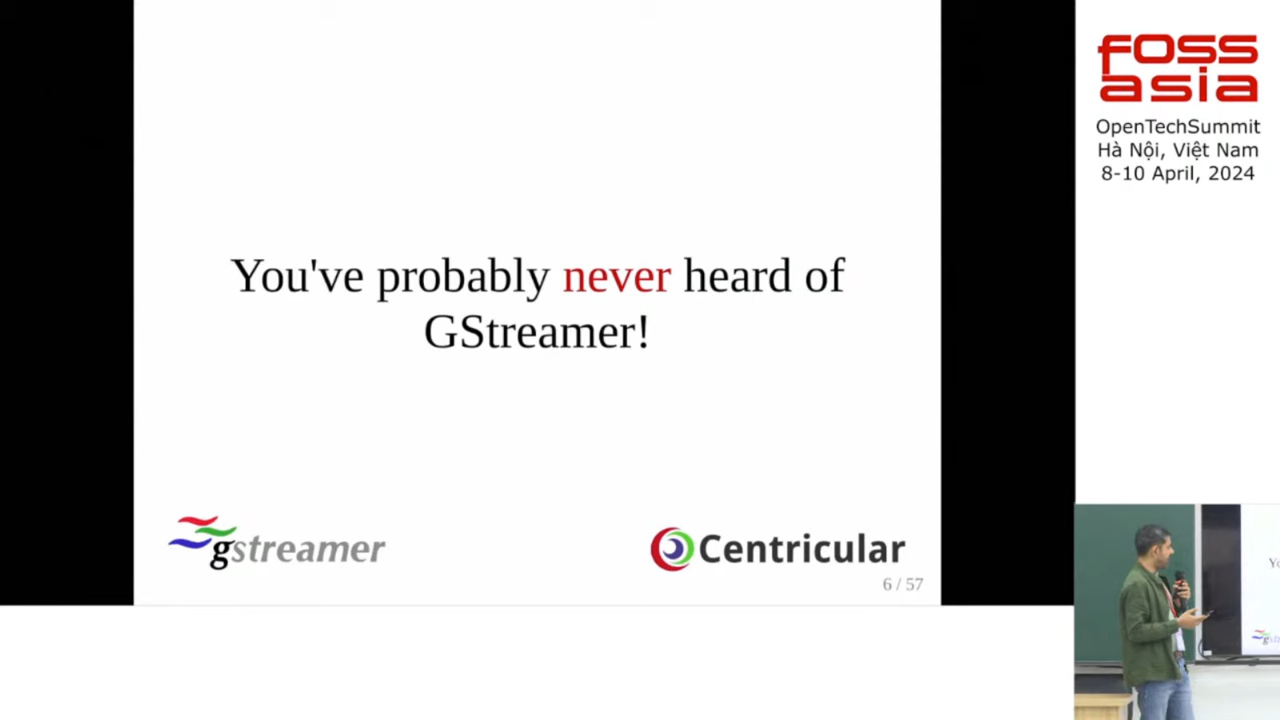 You've probably never heard of
GStreamer!
gstreamer
Centricular
6 / 57
FOSS
asia
OpenTechSummit
Hà Nội, Việt Nam
8-10 April, 2024